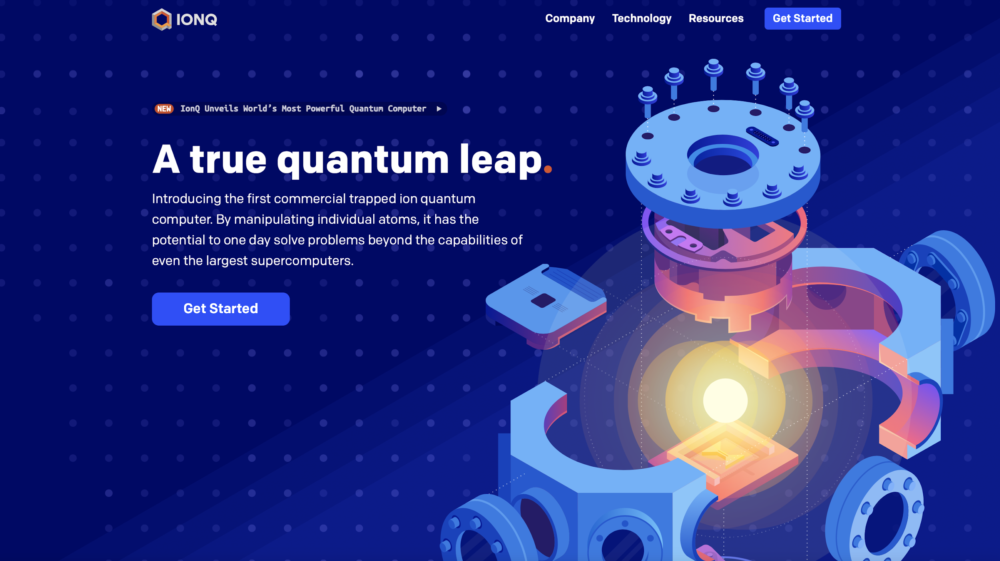 IONQ
Company Technology Resources Get Started
NEW IonQ Unveils World’s Most Powerful Quantum Computer
A true quantum leap.
Introducing the first commercial trapped ion quantum
computer. By manipulating individual atoms, it has the
potential to one day solve problems beyond the capabilities of
even the largest supercomputers.
Get Started